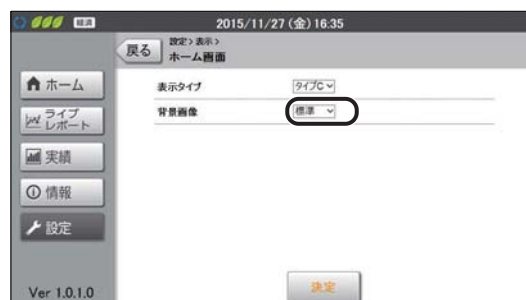 経済
2015/11/27 (金) 16:35
戻る
設定 > 表示 >
ホーム画面
ホーム
ライブ
レポート
実績
情報
設定
表示タイプ
タイプC
背景画像
標準
決定
Ver 1.0.1.0